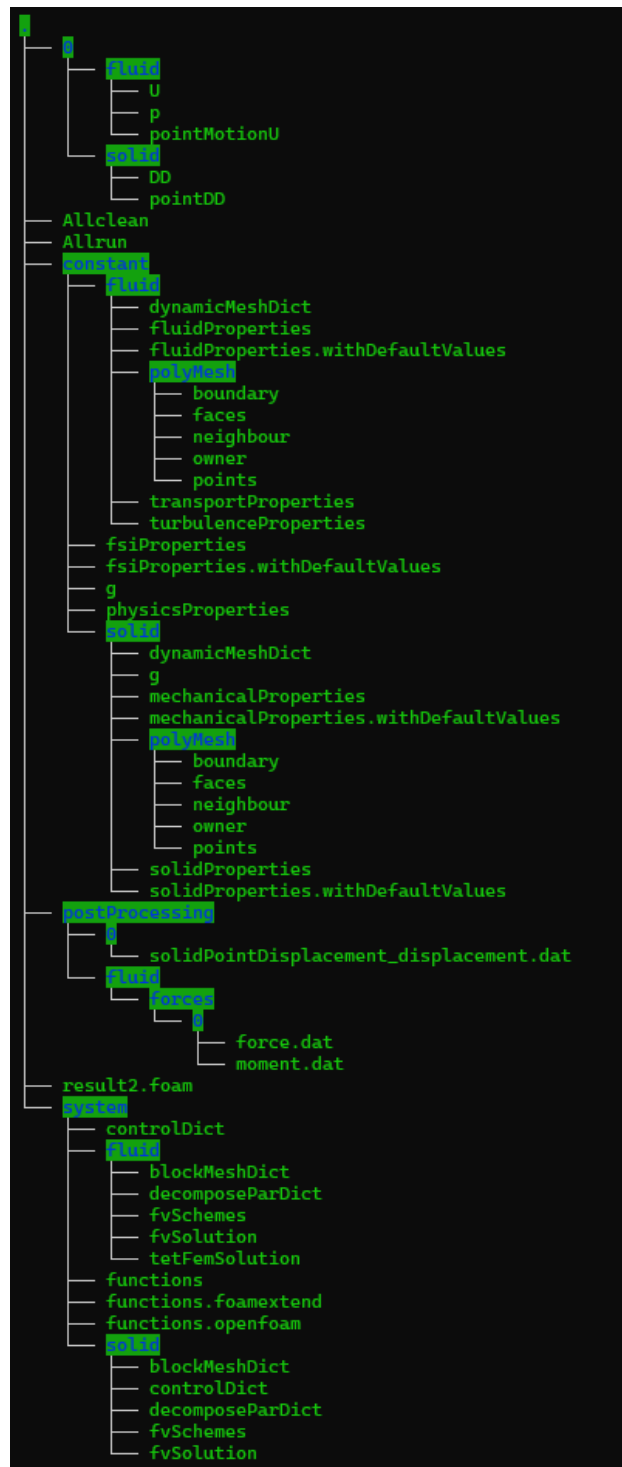 .
0
fluid
U
p
pointMotionU
solid
DD
pointDD
Allclean
Allrun
constant
fluid
dynamicMeshDict
fluidProperties
fluidProperties.withDefaultValues
polyMesh
boundary
faces
neighbour
owner
points
transportProperties
turbulenceProperties
fsiProperties
fsiProperties.withDefaultValues
g
physicsProperties
solid
dynamicMeshDict
g
mechanicalProperties
mechanicalProperties.withDefaultValues
polyMesh
boundary
faces
neighbour
owner
points
solidProperties
solidProperties.withDefaultValues
postProcessing
0
solidPointDisplacement_displacement.dat
fluid
forces
0
force.dat
moment.dat
result2.foam
system
controlDict
fluid
blockMeshDict
decomposeParDict
fvSchemes
fvSolution
tetFemSolution
functions
functions.foamextend
functions.openfoam
solid
blockMeshDict
controlDict
decomposeParDict
fvSchemes
fvSolution